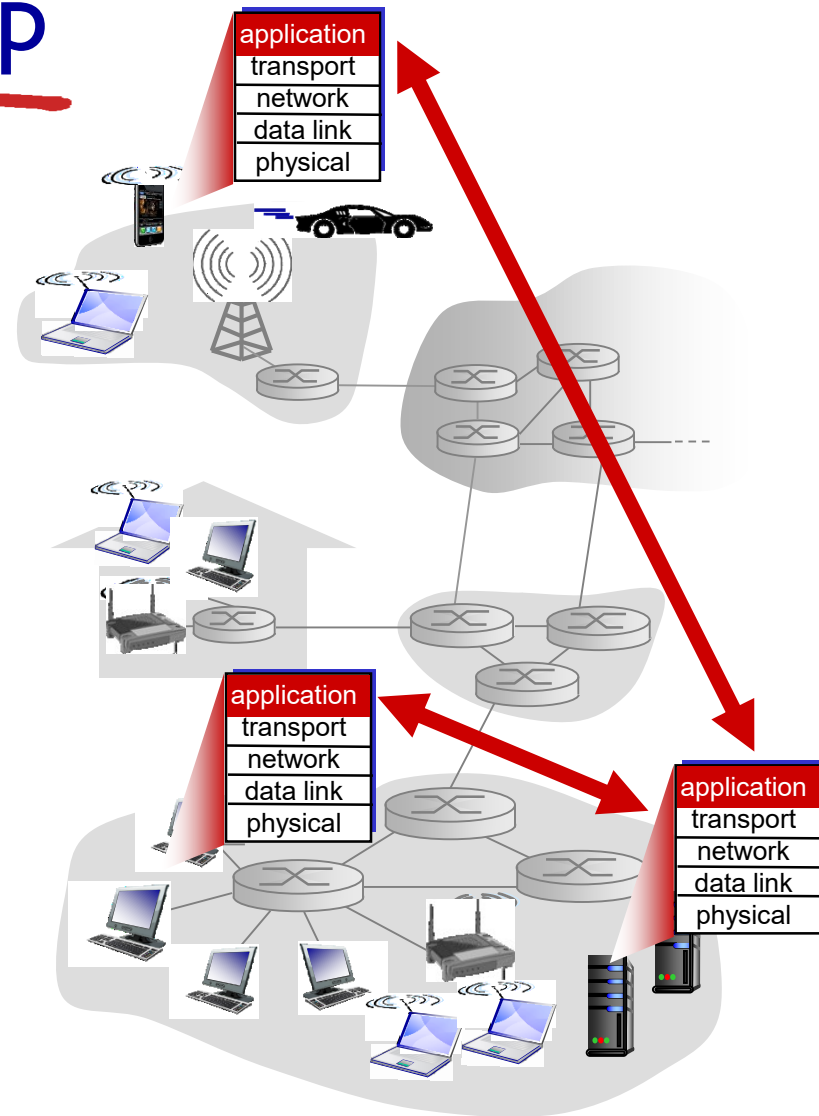 p
application
transport
network
data link
physical
application
transport
network
data link
physical
application
transport
network
data link
physical